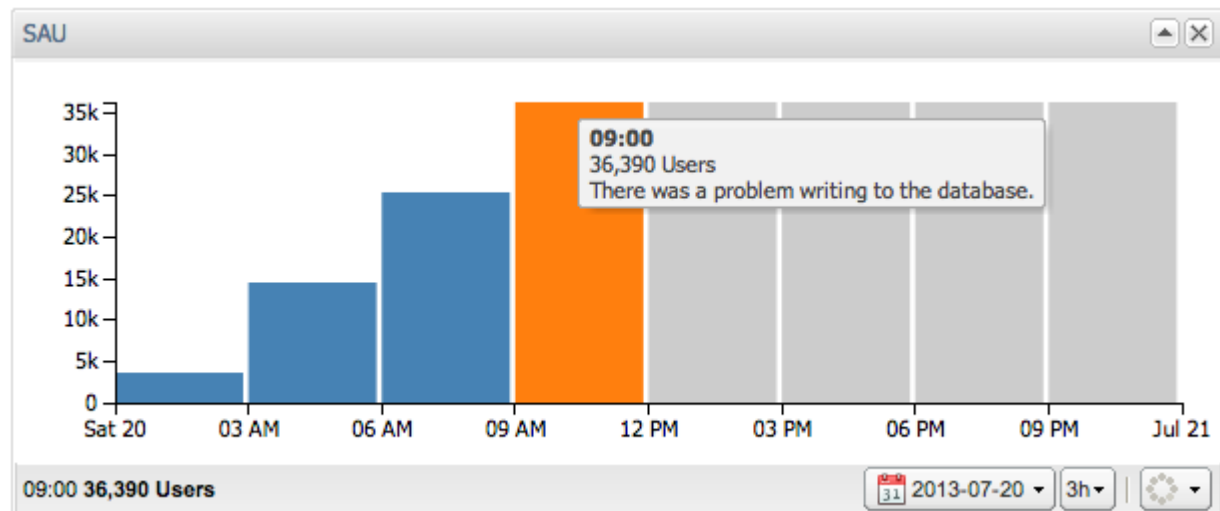 SAU
35k
30k
25k
20k
15k
10k
5k
0
09:00
36,390 Users
There was a problem writing to the database.
Sat 20 03 AM 06 AM 09 AM 12 PM 03 PM 06 PM 09 PM Jul 21
09:00 36,390 Users 31 2013-07-20 3h